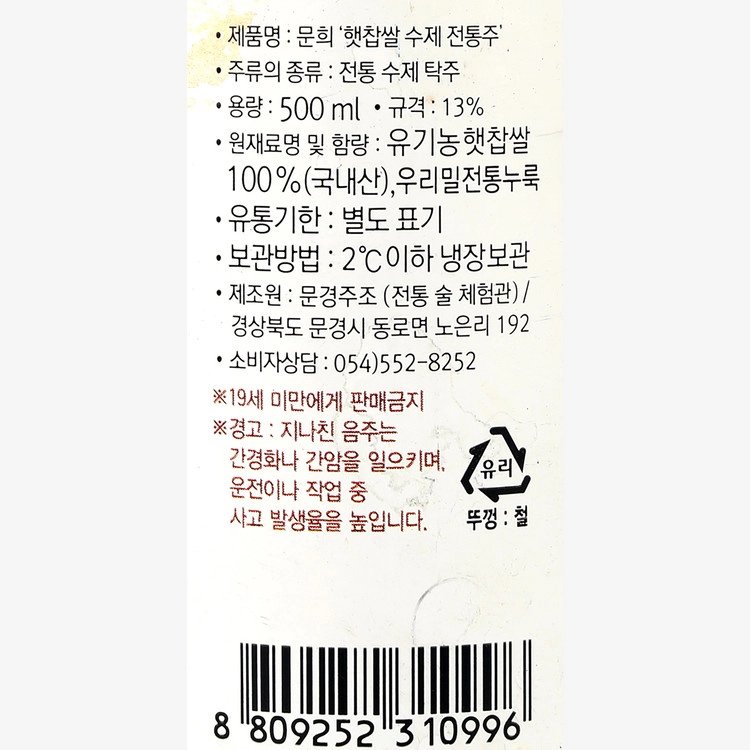 • 제품명 : 문희 '햇찹쌀 수제 전통주'
• 주류의 종류 : 전통 수제 탁주
• 용량 : 500 ml • 규격 : 13%
• 원재료명 및 함량 : 유기농햇찹쌀
100%(국내산),우리밀전통누룩
• 유통기한 : 별도 표기
• 보관방법 : 2℃이하 냉장보관
• 제조원 : 문경주조 (전통 술 체험관) /
경상북도 문경시 동로면 노은리 192
• 소비자상담 : 054)552-8252
※19세 미만에게 판매금지
※경고 : 지나친 음주는
간경화나 간암을 일으키며,
운전이나 작업 중
사고 발생율을 높입니다.
유리
뚜껑 : 철
8 809252 310996